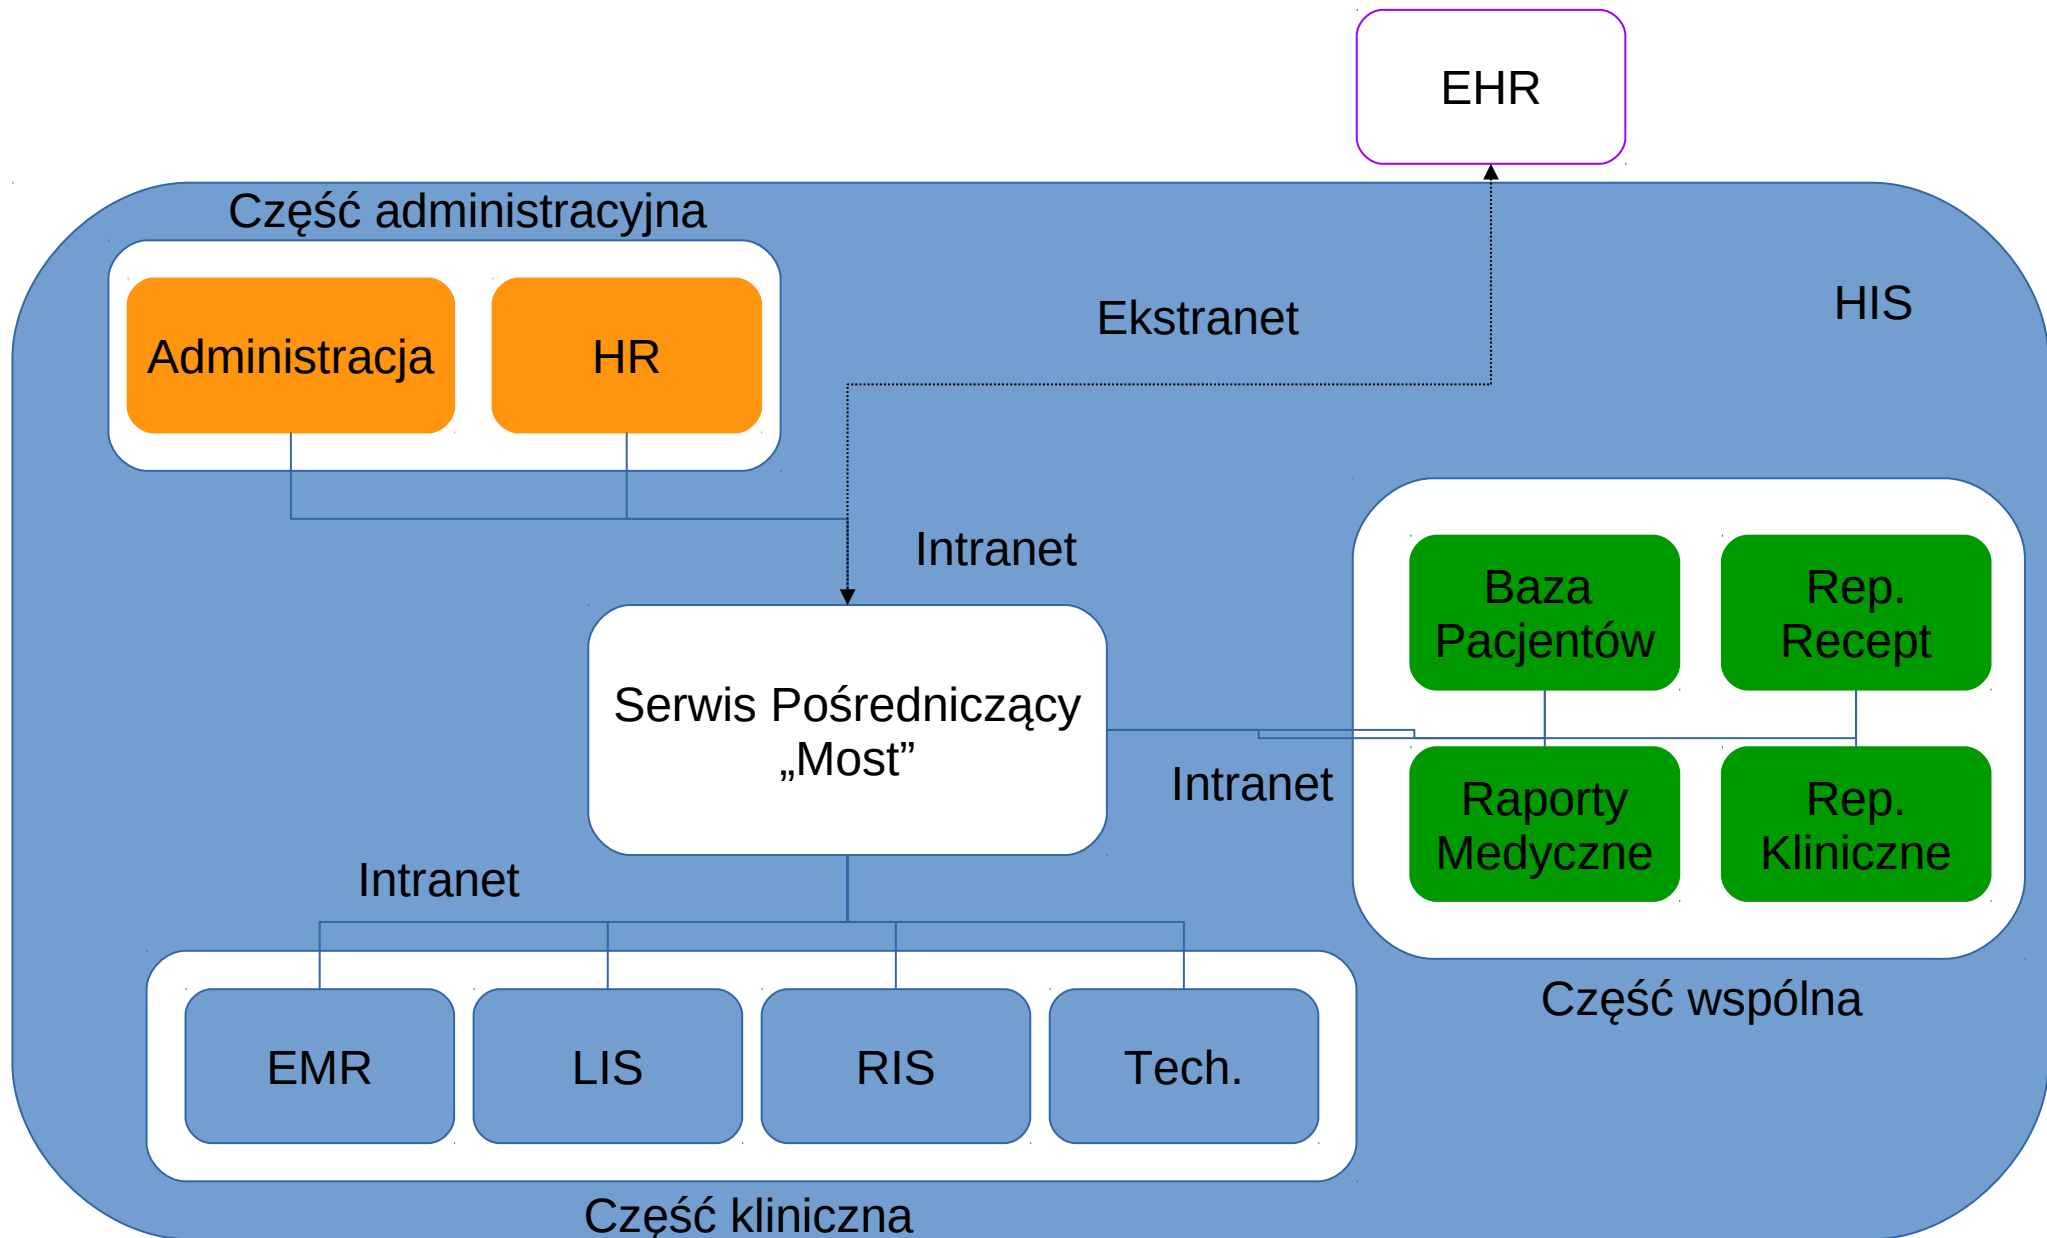 EHR
Część administracyjna
HIS
Ekstranet
Administracja
HR
Intranet
Baza
Pacjentów
Rep.
Recept
Serwis Pośredniczący
„Most”
Intranet
Raporty
Medyczne
Rep.
Kliniczne
Intranet
Część wspólna
EMR
LIS
RIS
Tech.
Część kliniczna